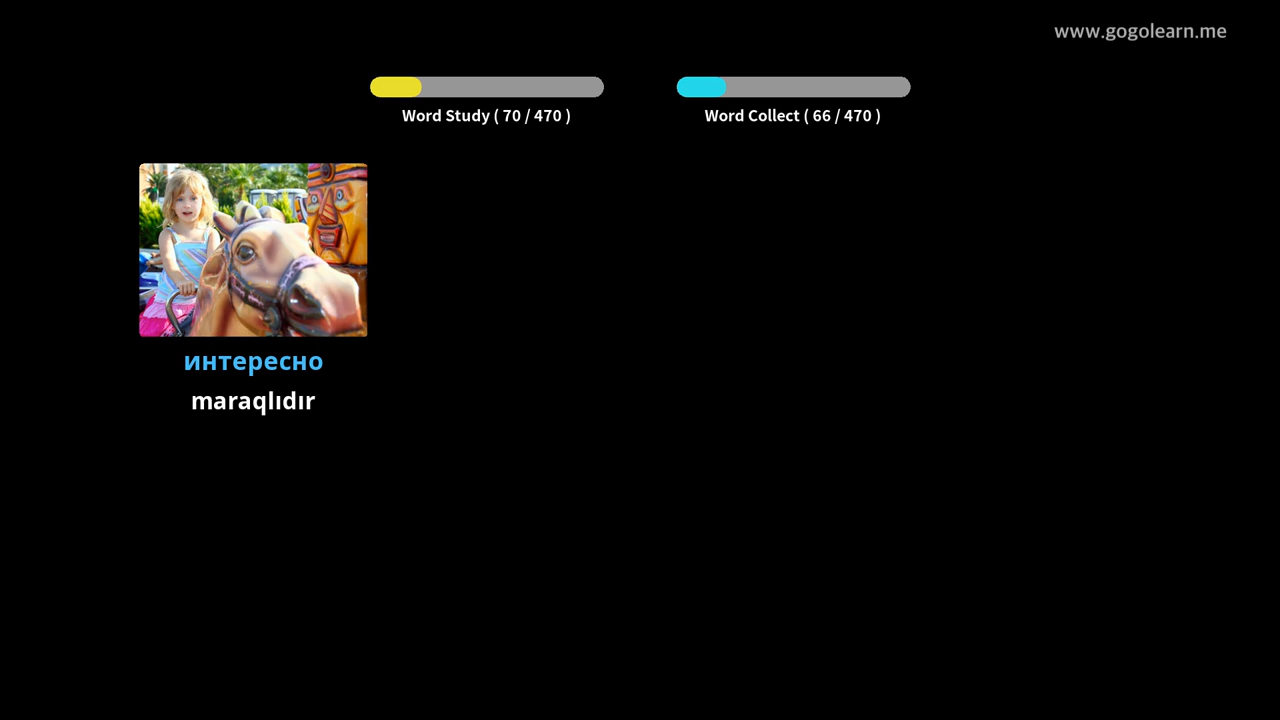 www.gogolearn.me
Word Study ( 70 / 470 )
Word Collect ( 66 / 470 )
интересно
maraqlıdır